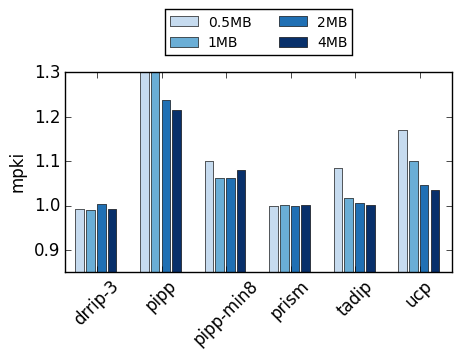 0.5MB 2MB
1MB 4MB
1.3
1.2
1.1
1.0
0.9
mpki
drrip-3
pipp
pipp-min8
prism
tadip
ucp